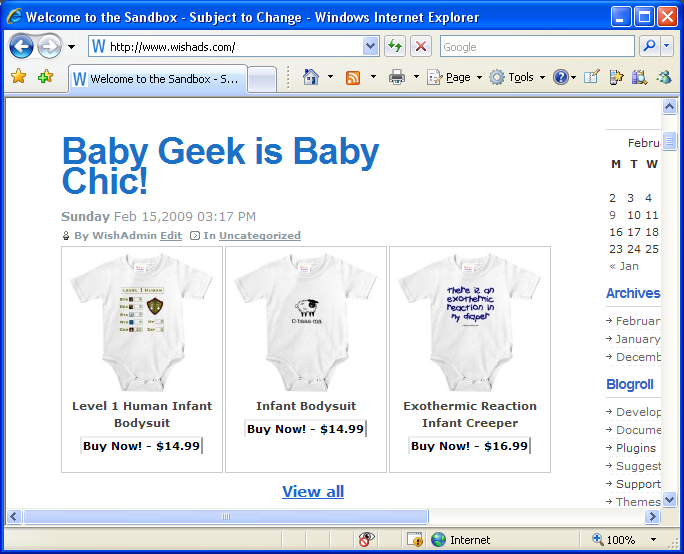 Welcome to the Sandbox - Subject to Change - Windows Internet Explorer
http://www.wishads.com/
Google
Welcome to the Sandbox - S...
Page
Tools
Baby Geek is Baby
Chic!
Sunday Feb 15,2009 03:17 PM
By WishAdmin Edit In Uncategorized
LEVEL 1 HUMAN
O-baaa-ma
There is an
exothermic
reaction in
my diaper
Level 1 Human Infant
Bodysuit
Buy Now! - $14.99
Infant Bodysuit
Buy Now! - $14.99
Exothermic Reaction
Infant Creeper
Buy Now! - $16.99
View all
Februa
M T W
2 3 4
9 10 11
16 17 18
23 24 25
« Jan
Archives
Februar
January
Decemb
Blogroll
Develop
Docume
Plugins
Suggest
Support
Themes
Internet
100%